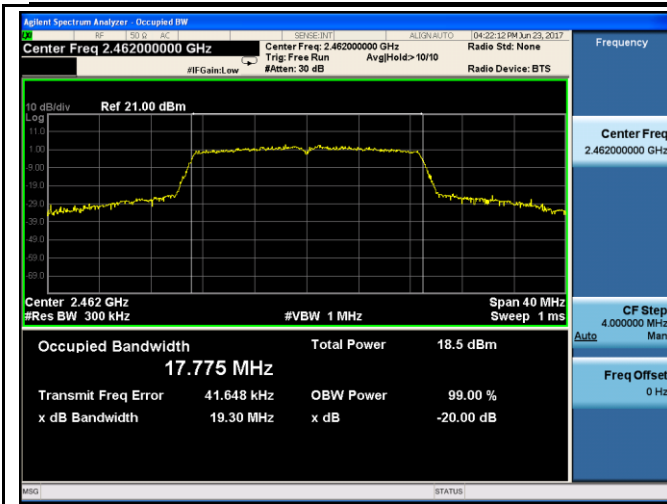 Agilent Spectrum Analyzer - Occupied BW
RF 50 Ω AC SENSE:INT ALIGNAUTO 04:22:12 PM Jun 23, 2017
Center Freq 2.462000000 GHz Center Freq: 2.462000000 GHz Radio Std: None
Trig: Free Run Avg|Hold:>10/10
#IFGain:Low #Atten: 30 dB Radio Device: BTS
Frequency
10 dB/div Ref 21.00 dBm
Log
11.0
1.00
-9.00
-19.0
-29.0
-39.0
-49.0
-59.0
-69.0
Center Freq
2.462000000 GHz
Center 2.462 GHz Span 40 MHz
#Res BW 300 kHz #VBW 1 MHz Sweep 1 ms
CF Step
4.000000 MHz
Auto Man
Occupied Bandwidth Total Power 18.5 dBm
17.775 MHz
Transmit Freq Error 41.648 kHz OBW Power 99.00 %
x dB Bandwidth 19.30 MHz x dB -20.00 dB
Freq Offset
0 Hz
MSG STATUS